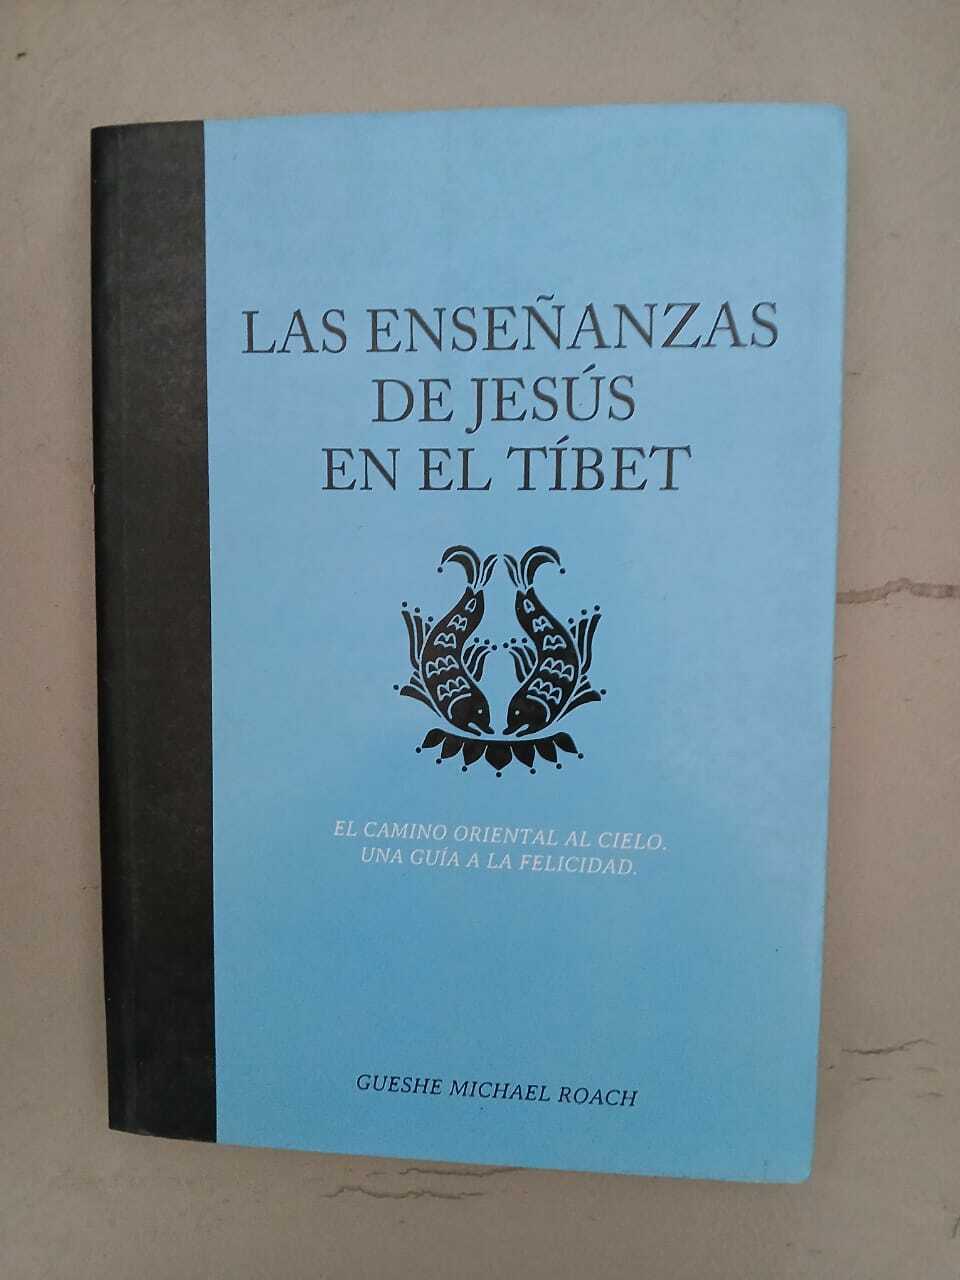 LAS ENSEÑANZAS
DE JESÚS
EN EL TÍBET
EL CAMINO ORIENTAL AL CIELO.
UNA GUÍA A LA FELICIDAD.
GUESHE MICHAEL ROACH